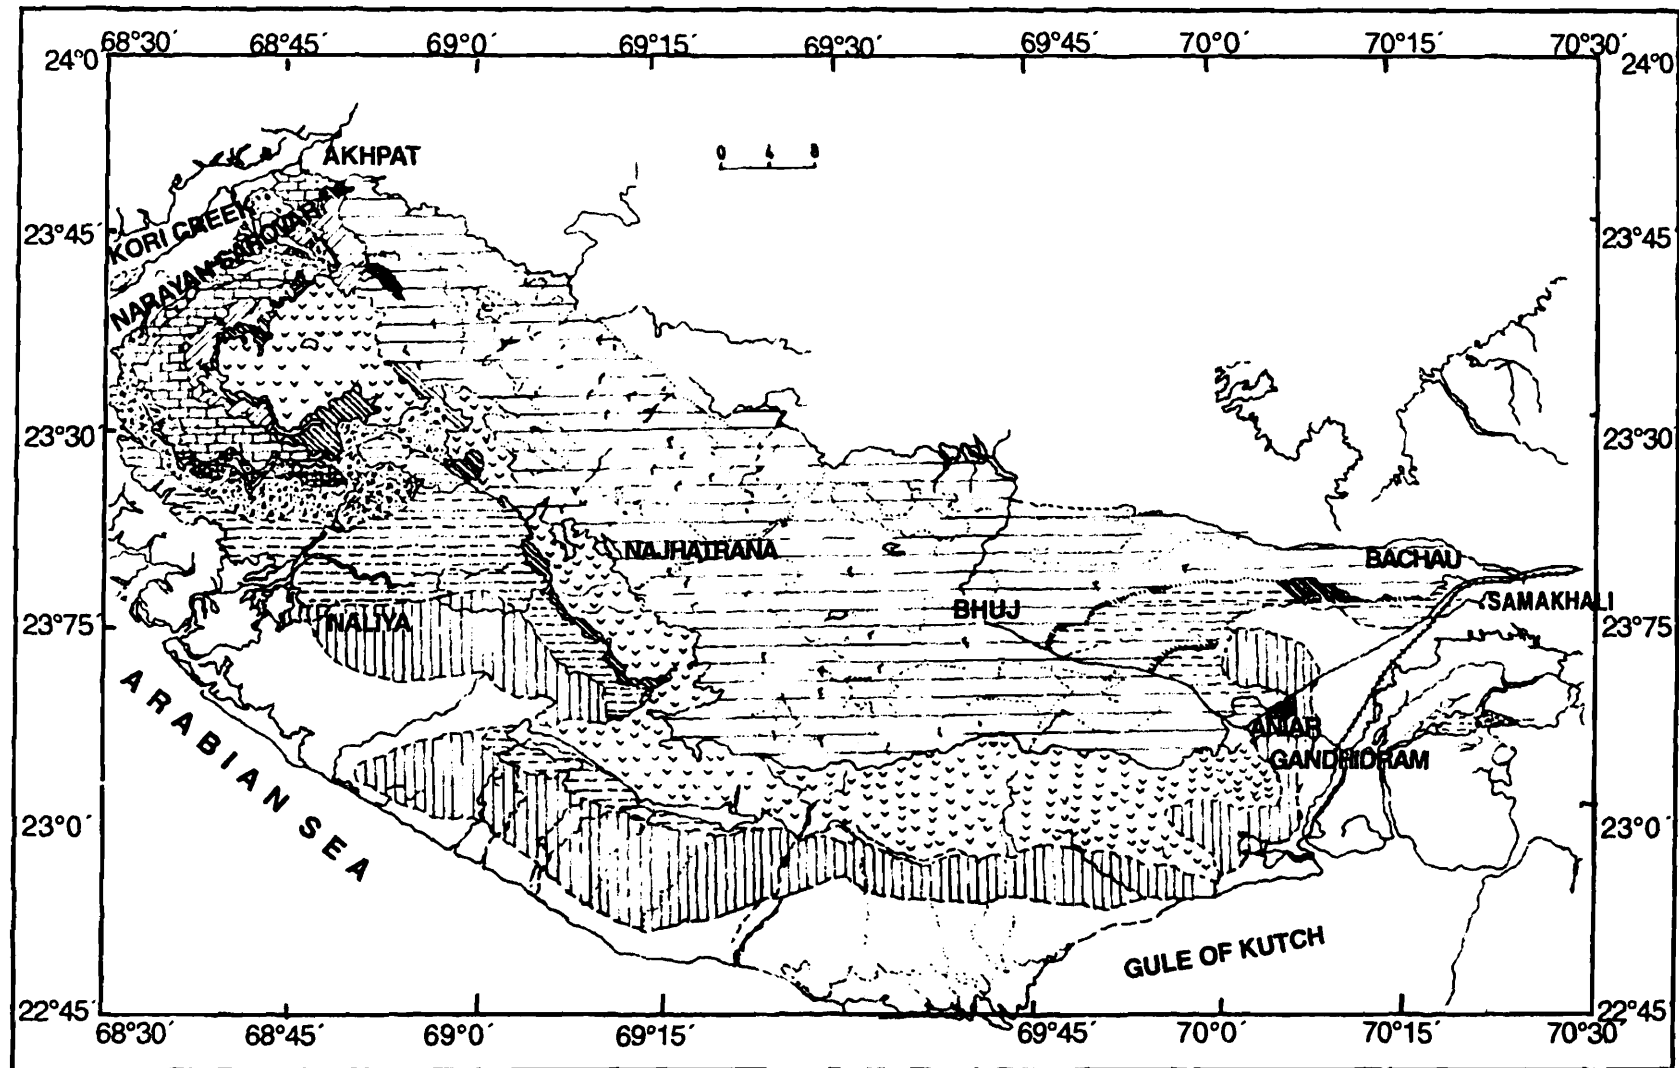 68°30′ 68°45′ 69°0′ 69°15′ 69°30′ 69°45′ 70°0′ 70°15′ 70°30′
24°0 24°0
AKHPAT
0 4 8
KORI CREEK
23°45′ 23°45′
NARAYAN SAROVAR
23°30′ 23°30
NAJHATRANA
BACHAU
BHUJ
SAMAKHALI
NALIYA
23°75′ 23°75
ARABIAN SEA
ANJAR
GANDHIDRAM
23°0′ 23°0′
GULE OF KUTCH
22°45′ 22°45
68°30′ 68°45′ 69°0′ 69°15′ 69°45′ 70°0′ 70°15′ 70°30′